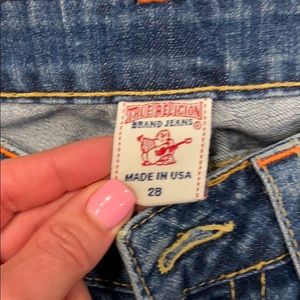 TRUE RELIGION
BRAND JEANS ®
MADE IN USA
28